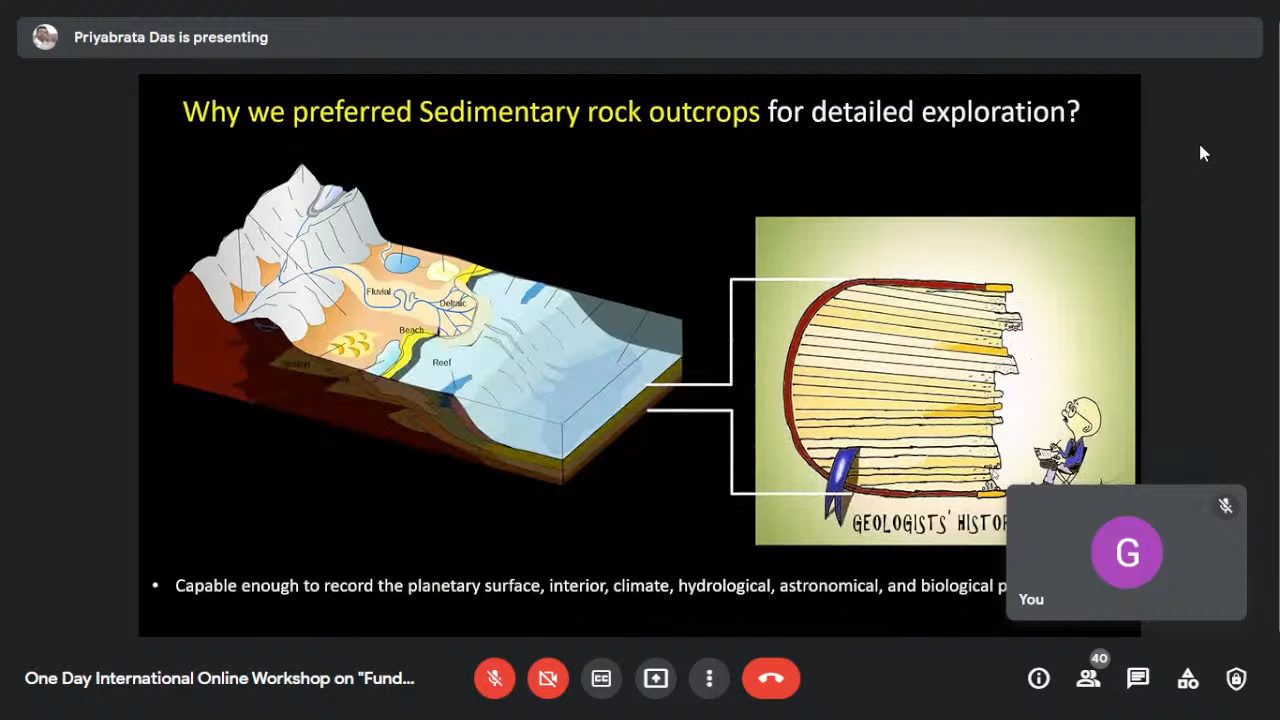 Priyabrata Das is presenting
Why we preferred Sedimentary rock outcrops for detailed exploration?
Fluvial
Deltaic
Beach
Reef
GEOLOGISTS' HISTOR
Capable enough to record the planetary surface, interior, climate, hydrological, astronomical, and biological p
G
You
One Day International Online Workshop on "Fund...
CC
40